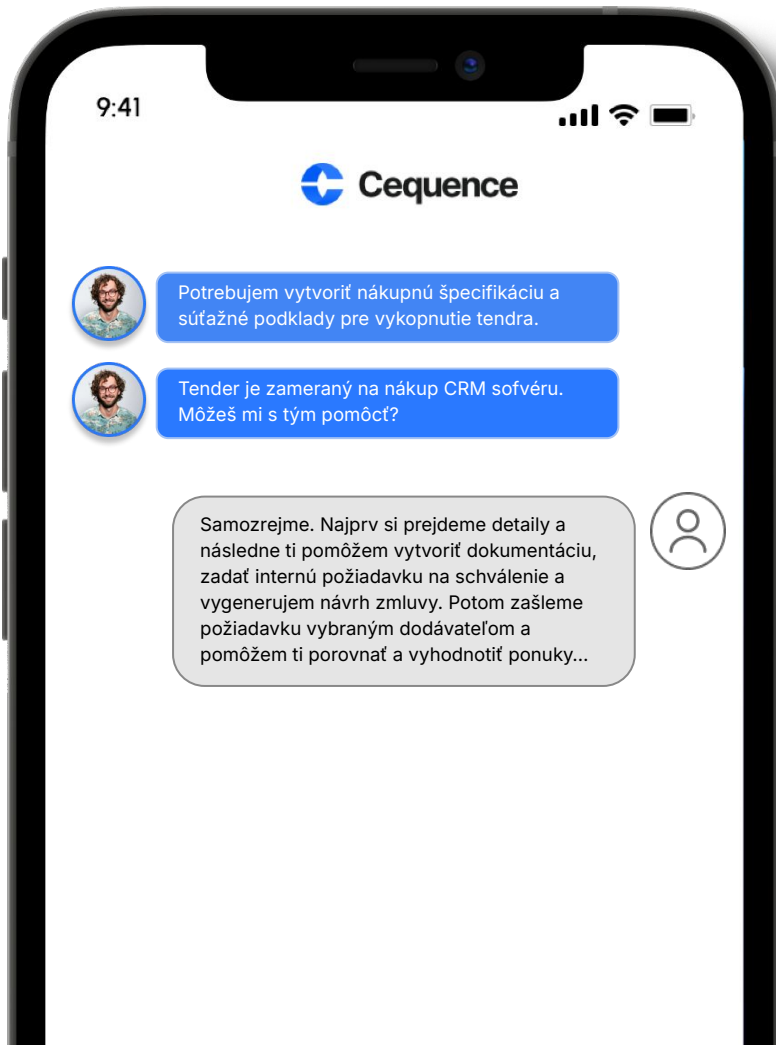 9:41
Cequence
Potrebujem vytvoriť nákupnú špecifikáciu a
súťažné podklady pre vykopnutie tendra.
Tender je zameraný na nákup CRM sofvéru.
Môžeš mi s tým pomôcť?
Samozrejme. Najprv si prejdeme detaily a
následne ti pomôžem vytvoriť dokumentáciu,
zadať internú požiadavku na schválenie a
vygenerujem návrh zmluvy. Potom zašleme
požiadavku vybraným dodávateľom a
pomôžem ti porovnať a vyhodnotiť ponuky...